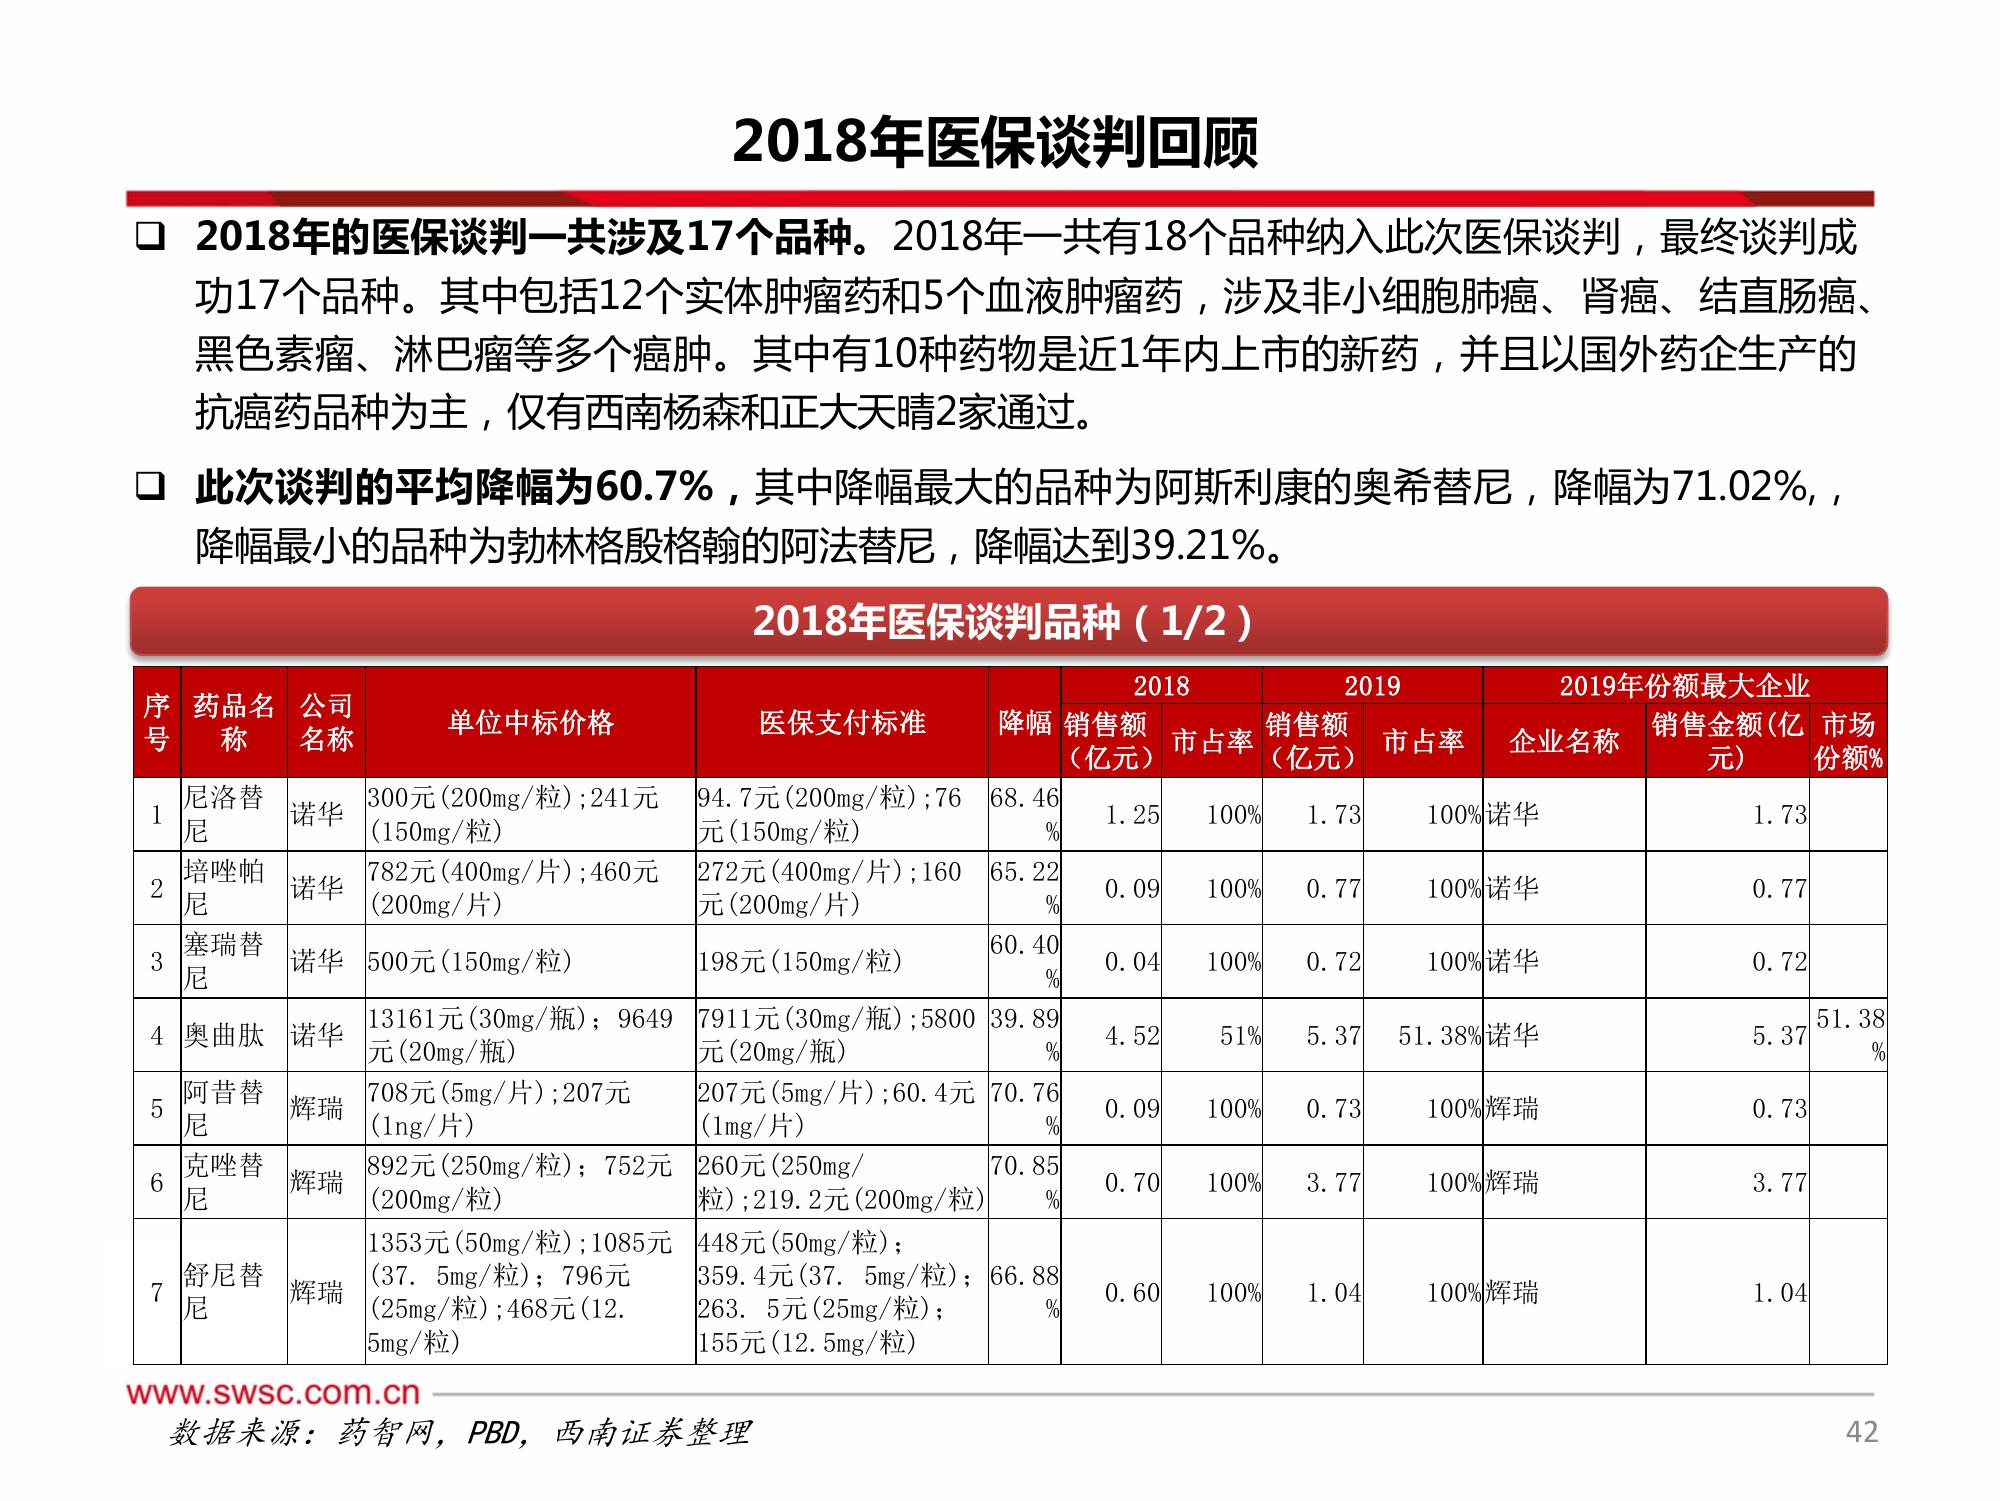 2018年医保谈判回顾
❑ 2018年的医保谈判一共涉及17个品种。2018年一共有18个品种纳入此次医保谈判，最终谈判成
功17个品种。其中包括12个实体肿瘤药和5个血液肿瘤药，涉及非小细胞肺癌、肾癌、结直肠癌、
黑色素瘤、淋巴瘤等多个癌肿。其中有10种药物是近1年内上市的新药，并且以国外药企生产的
抗癌药品种为主，仅有西南杨森和正大天晴2家通过。
❑ 此次谈判的平均降幅为60.7%，其中降幅最大的品种为阿斯利康的奥希替尼，降幅为71.02%,，
降幅最小的品种为勃林格殷格翰的阿法替尼，降幅达到39.21%。
2018年医保谈判品种（1/2）
序号 药品名称 公司名称 单位中标价格 医保支付标准 降幅 2018 2019 2019年份额最大企业
销售额（亿元） 市占率 销售额（亿元） 市占率 企业名称 销售金额(亿元) 市场份额%
1 尼洛替尼 诺华 300元(200mg/粒);241元(150mg/粒) 94.7元(200mg/粒);76元(150mg/粒) 68.46% 1.25 100% 1.73 100% 诺华 1.73
2 培唑帕尼 诺华 782元(400mg/片);460元(200mg/片) 272元(400mg/片);160元(200mg/片) 65.22% 0.09 100% 0.77 100% 诺华 0.77
3 塞瑞替尼 诺华 500元(150mg/粒) 198元(150mg/粒) 60.40% 0.04 100% 0.72 100% 诺华 0.72
4 奥曲肽 诺华 13161元(30mg/瓶)；9649元(20mg/瓶) 7911元(30mg/瓶);5800元(20mg/瓶) 39.89% 4.52 51% 5.37 51.38% 诺华 5.37 51.38%
5 阿昔替尼 辉瑞 708元(5mg/片);207元(1ng/片) 207元(5mg/片);60.4元(1mg/片) 70.76% 0.09 100% 0.73 100% 辉瑞 0.73
6 克唑替尼 辉瑞 892元(250mg/粒)；752元(200mg/粒) 260元(250mg/粒);219.2元(200mg/粒) 70.85% 0.70 100% 3.77 100% 辉瑞 3.77
7 舒尼替尼 辉瑞 1353元(50mg/粒);1085元(37. 5mg/粒)；796元(25mg/粒);468元(12. 5mg/粒) 448元(50mg/粒)；359.4元(37. 5mg/粒)；263. 5元(25mg/粒)；155元(12.5mg/粒) 66.88% 0.60 100% 1.04 100% 辉瑞 1.04
www.swsc.com.cn
数据来源：药智网，PBD，西南证券整理
42